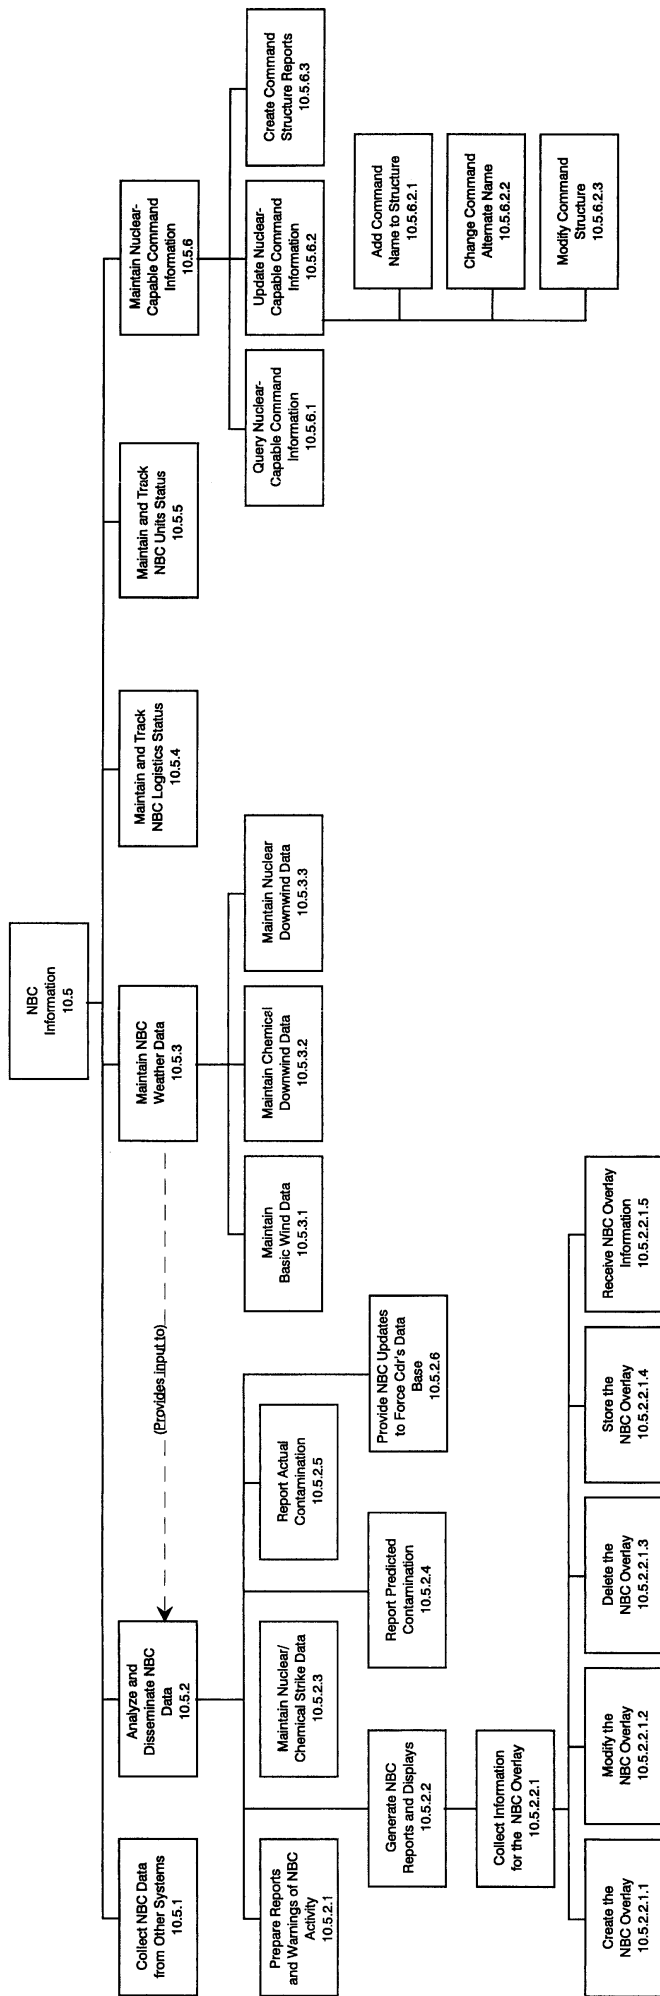 NBC
Information
10.5
Collect NBC Data
from Other Systems
10.5.1
Analyze and
Disseminate NBC
Data
10.5.2
(Provides input to)
Maintain NBC
Weather Data
10.5.3
Maintain and Track
NBC Logistics Status
10.5.4
Maintain and Track
NBC Units Status
10.5.5
Maintain Nuclear-
Capable Command
Information
10.5.6
Prepare Reports
and Warnings of NBC
Activity
10.5.2.1
Maintain Nuclear/
Chemical Strike Data
10.5.2.3
Report Actual
Contamination
10.5.2.5
Generate NBC
Reports and Displays
10.5.2.2
Report Predicted
Contamination
10.5.2.4
Provide NBC Updates
to Force Cdr's Data
Base
10.5.2.6
Collect Information
for the NBC Overlay
10.5.2.2.1
Create the
NBC Overlay
10.5.2.2.1.1
Modify the
NBC Overlay
10.5.2.2.1.2
Delete the
NBC Overlay
10.5.2.2.1.3
Store the
NBC Overlay
10.5.2.2.1.4
Receive NBC Overlay
Information
10.5.2.2.1.5
Maintain
Basic Wind Data
10.5.3.1
Maintain Chemical
Downwind Data
10.5.3.2
Maintain Nuclear
Downwind Data
10.5.3.3
Query Nuclear-
Capable Command
Information
10.5.6.1
Update Nuclear-
Capable Command
Information
10.5.6.2
Create Command
Structure Reports
10.5.6.3
Add Command
Name to Structure
10.5.6.2.1
Change Command
Alternate Name
10.5.6.2.2
Modify Command
Structure
10.5.6.2.3